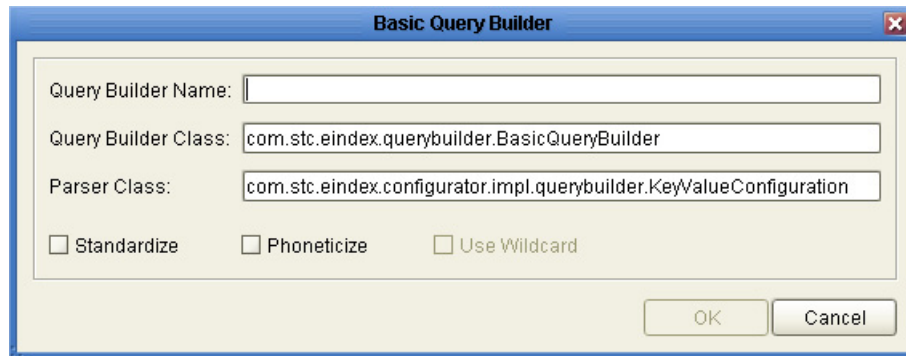 Basic Query Builder
Query Builder Name:
Query Builder Class: com.stc.eindex.querybuilder.BasicQueryBuilder
Parser Class: com.stc.eindex.configurator.impl.querybuilder.KeyValueConfiguration
Standardize Phoneticize Use Wildcard
OK Cancel